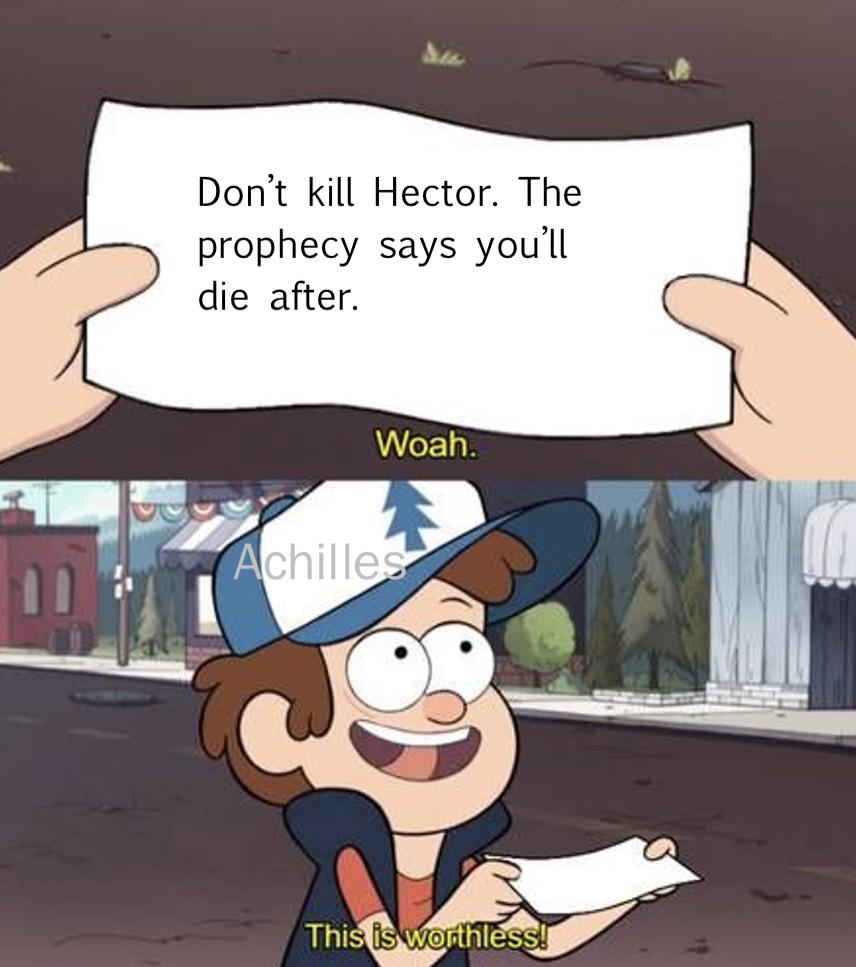 Don't kill Hector. The
prophecy says you'll
die after.
Woah.
Achilles
This is worthless!